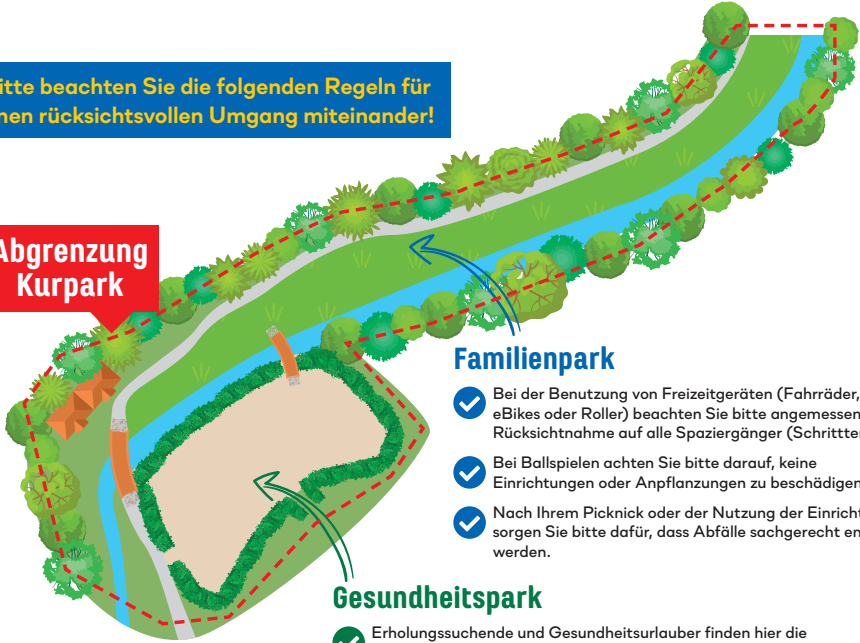 itte beachten Sie die folgenden Regeln für
nen rücksichtsvollen Umgang miteinander!
Abgrenzung
Kurpark
Familienpark
Bei der Benutzung von Freizeitgeräten (Fahrräder,
eBikes oder Roller) beachten Sie bitte angemessen
Rücksichtnahme auf alle Spaziergänger (Schrittte
Bei Ballspielen achten Sie bitte darauf, keine
Einrichtungen oder Anpflanzungen zu beschädigen
Nach Ihrem Picknick oder der Nutzung der Einricht
sorgen Sie bitte dafür, dass Abfälle sachgerecht en
werden.
Gesundheitspark
Erholungssuchende und Gesundheitsurlauber finden hier die